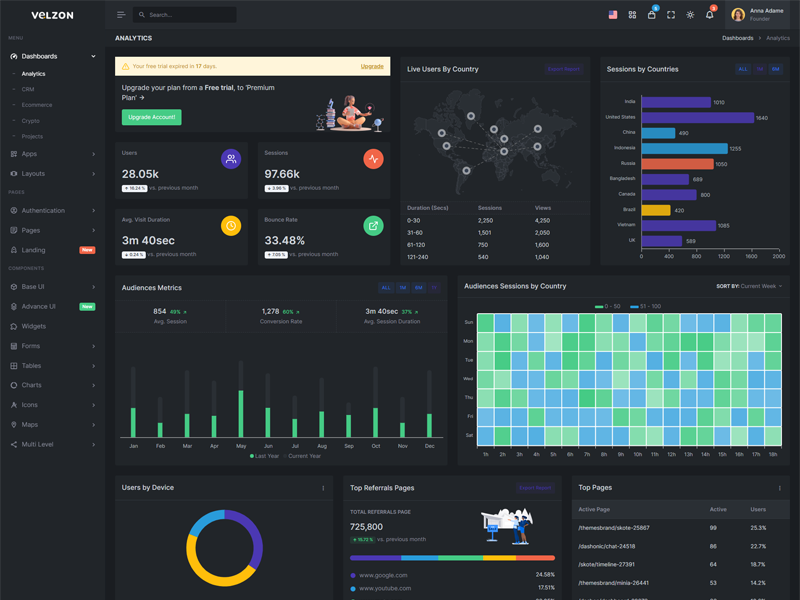 VELZON
Search...
Anna Adame
Founder
MENU
Dashboards
Analytics
CRM
Ecommerce
Crypto
Projects
Apps
Layouts
PAGES
Authentication
Pages
Landing
New
COMPONENTS
Base UI
Advance UI
New
Widgets
Forms
Tables
Charts
Icons
Maps
Multi Level
ANALYTICS
Dashboards > Analytics
Your free trial expired in 17 days.
Upgrade
Upgrade your plan from a Free trial, to 'Premium
Plan' →
Upgrade Account!
Users
28.05k
16.24 % vs. previous month
Sessions
97.66k
3.96 % vs. previous month
Avg. Visit Duration
3m 40sec
0.24 % vs. previous month
Bounce Rate
33.48%
7.05 % vs. previous month
Live Users By Country
Export Report
Duration (Secs) Sessions Views
0-30 2,250 4,250
31-60 1,501 2,050
61-120 750 1,600
121-240 540 1,040
Sessions by Countries
ALL 1M 6M
India 1010
United States 1640
China 490
Indonesia 1255
Russia 1050
Bangladesh 689
Canada 800
Brazil 420
Vietnam 1085
UK 589
0 400 800 1200 1600 2000
Audiences Metrics
ALL 1M 6M 1Y
854 49%
Avg. Session
1,278 60%
Conversion Rate
3m 40sec 37%
Avg. Session Duration
Jan Feb Mar Apr May Jun Jul Aug Sep Oct Nov Dec
Last Year Current Year
Audiences Sessions by Country
SORT BY: Current Week
0 - 50 51 - 100
Sun
Mon
Tue
Wed
Thu
Fri
Sat
1h 2h 3h 4h 5h 6h 7h 8h 9h 10h 11h 12h 13h 14h 15h 16h 17h 18h
Users by Device
Top Referrals Pages
Export Report
TOTAL REFERRALS PAGE
725,800
15.72 % vs. previous month
www.google.com 24.58%
www.youtube.com 17.51%
Top Pages
Active Page Active Users
/themesbrand/skote-25867 99 25.3%
/dashonic/chat-24518 86 22.7%
/skote/timeline-27391 64 18.7%
/themesbrand/minia-26441 53 14.2%